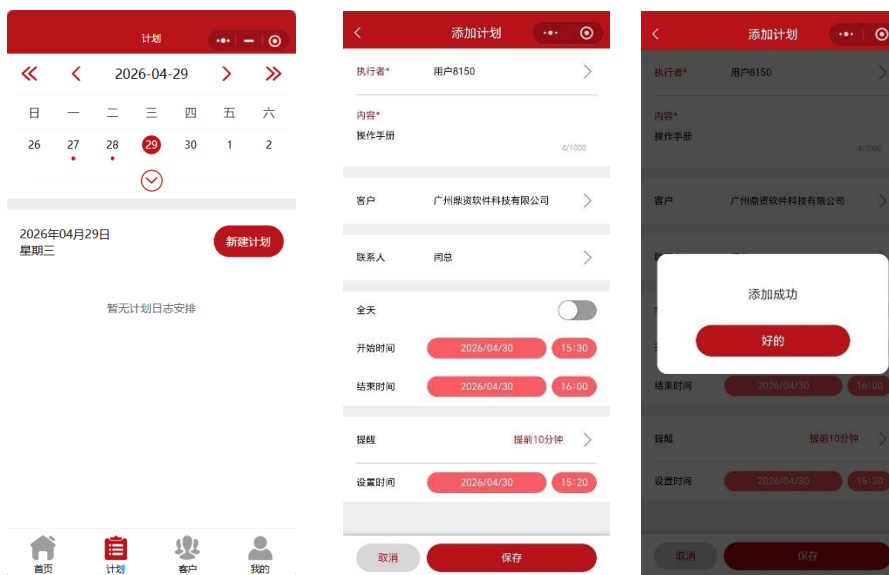 计划
2026-04-29
日 一 二 三 四 五 六
26 27 28 29 30 1 2
2026年04月29日
星期三
新建计划
暂无计划日志安排
首页 计划 客户 我的
添加计划
执行者* 用户8150
内容*
操作手册
4/1000
客户 广州鼎资软件科技有限公司
联系人 闫总
全天
开始时间 2026/04/30 15:30
结束时间 2026/04/30 16:00
提醒 提前10分钟
设置时间 2026/04/30 15:20
取消 保存
添加计划
执行者* 用户8150
内容*
操作手册
4/1000
客户 广州鼎资软件科技有限公司
添加成功
好的
结束时间 2026/04/30 16:00
提醒 提前10分钟
设置时间 2026/04/30 15:20
取消 保存